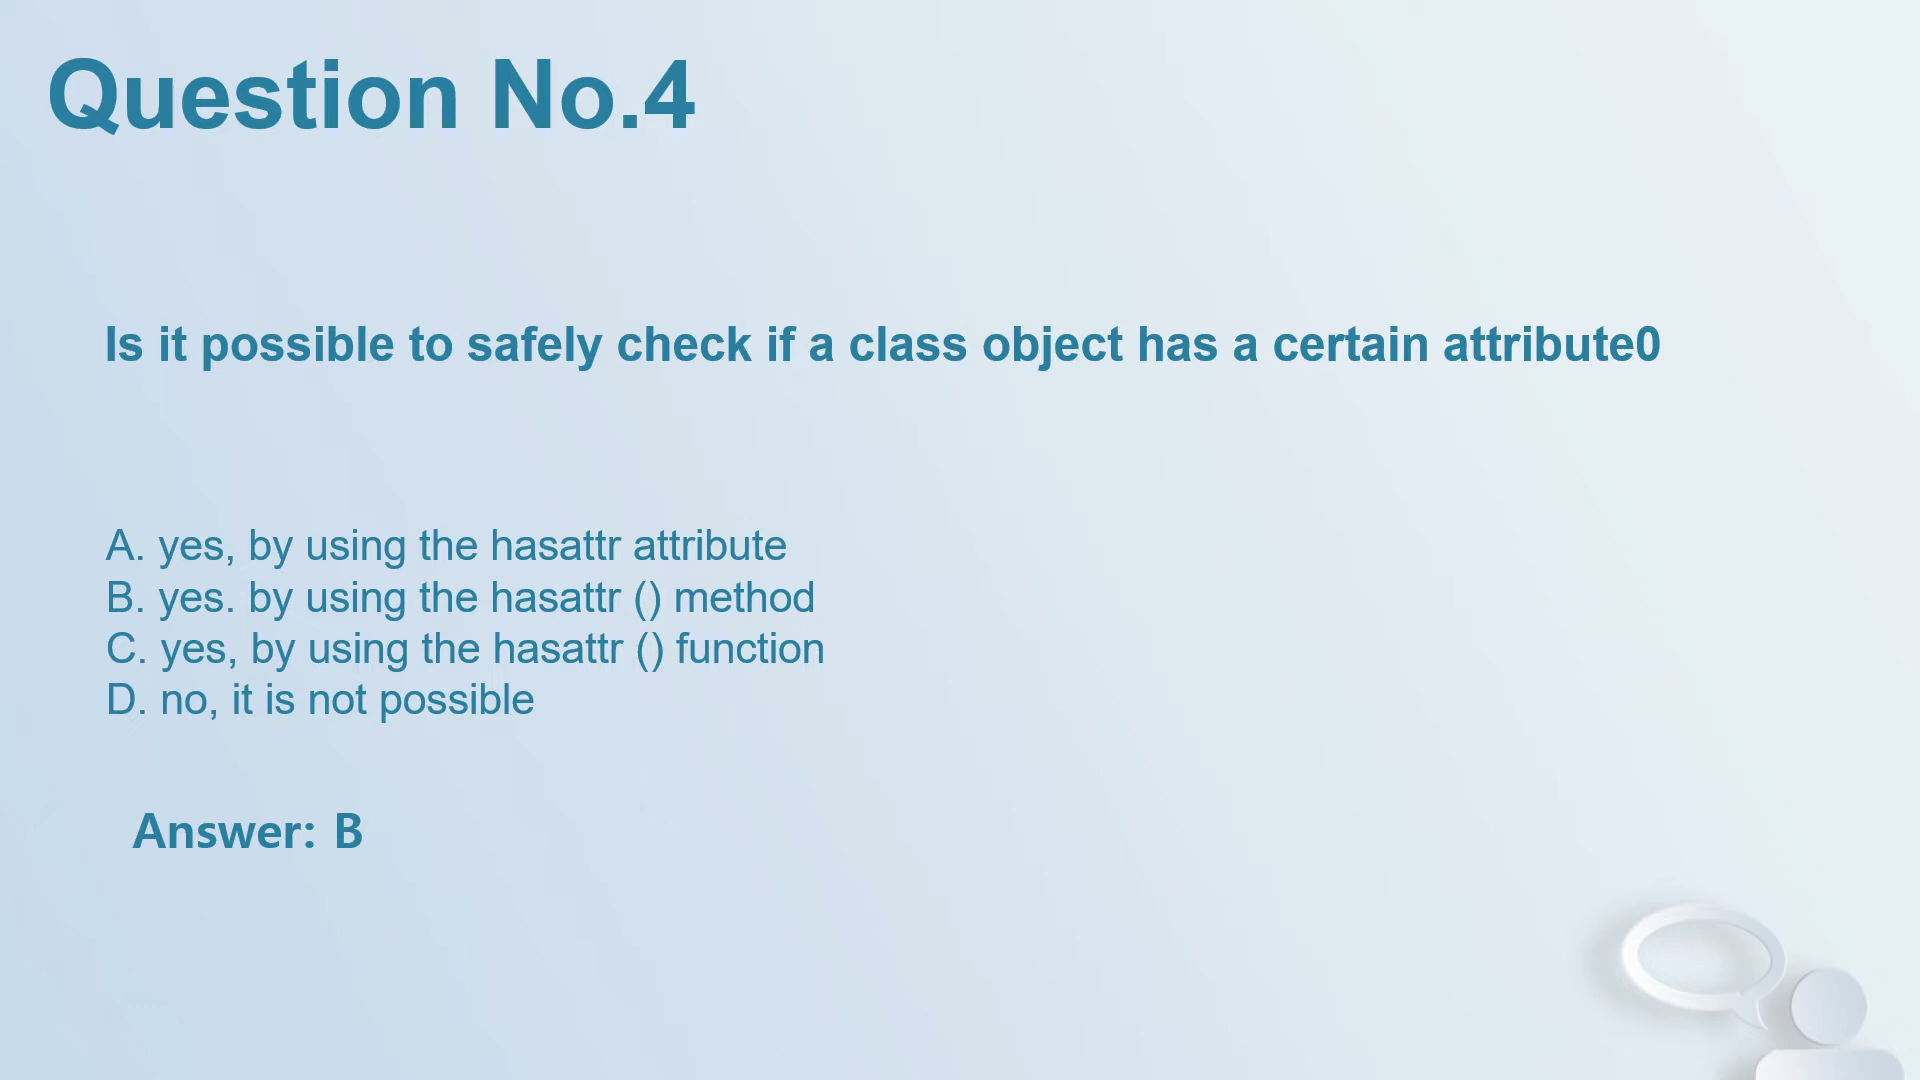 Question No.4
Is it possible to safely check if a class object has a certain attribute0
A. yes, by using the hasattr attribute
B. yes. by using the hasattr () method
C. yes, by using the hasattr () function
D. no, it is not possible
Answer: B